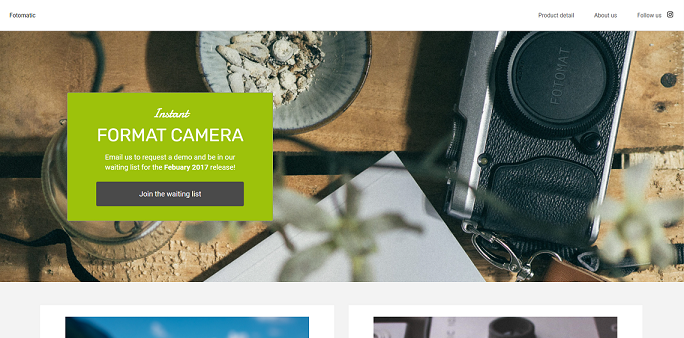 Fotomatic
Product detail
About us
Follow us
Instant
FORMAT CAMERA
Email us to request a demo and be in our
waiting list for the Febuary 2017 release!
Join the waiting list
FOTOMAT